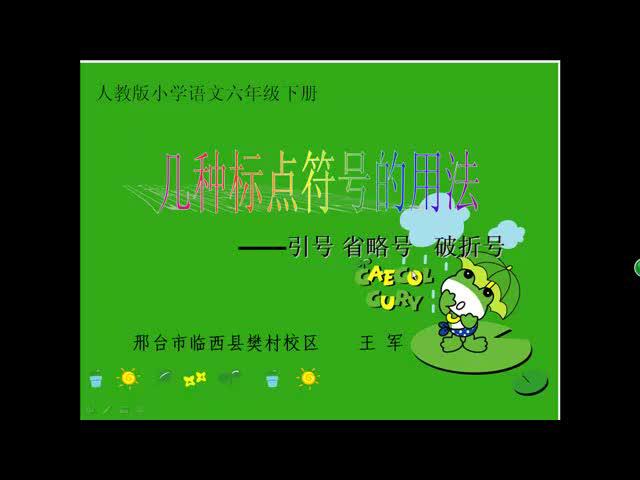 人教版小学语文六年级下册
几种标点符号的用法
——引号 省略号 破折号
CAECOL
CURY
邢台市临西县樊村校区 王 军